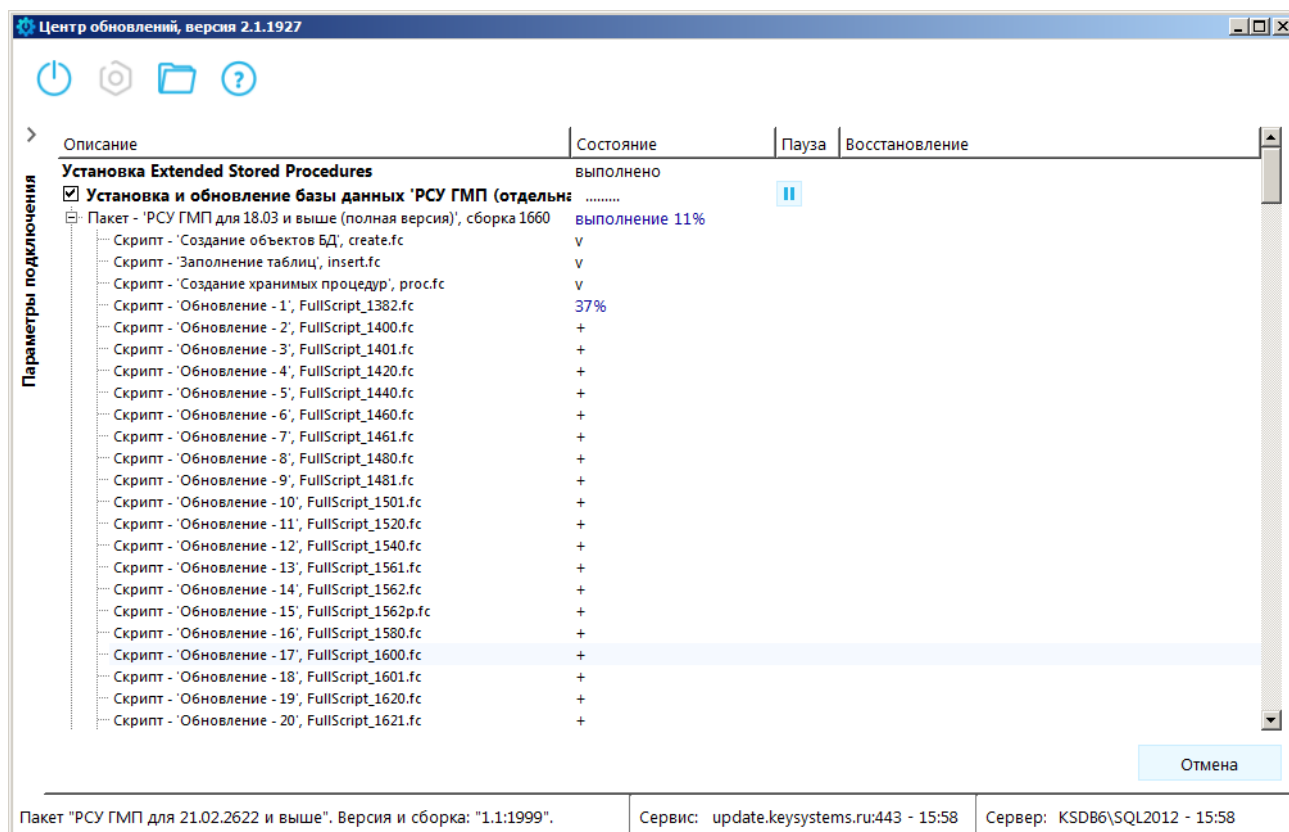 Центр обновлений, версия 2.1.1927
Описание Состояние Пауза Восстановление
Установка Extended Stored Procedures выполнено
Установка и обновление базы данных 'РСУ ГМП (отдельна .........
Пакет - 'РСУ ГМП для 18.03 и выше (полная версия)', сборка 1660 выполнение 11%
Скрипт - 'Создание объектов БД', create.fc v
Скрипт - 'Заполнение таблиц', insert.fc v
Скрипт - 'Создание хранимых процедур', proc.fc v
Скрипт - 'Обновление - 1', FullScript_1382.fc 37%
Скрипт - 'Обновление - 2', FullScript_1400.fc +
Скрипт - 'Обновление - 3', FullScript_1401.fc +
Скрипт - 'Обновление - 4', FullScript_1420.fc +
Скрипт - 'Обновление - 5', FullScript_1440.fc +
Скрипт - 'Обновление - 6', FullScript_1460.fc +
Скрипт - 'Обновление - 7', FullScript_1461.fc +
Скрипт - 'Обновление - 8', FullScript_1480.fc +
Скрипт - 'Обновление - 9', FullScript_1481.fc +
Скрипт - 'Обновление - 10', FullScript_1501.fc +
Скрипт - 'Обновление - 11', FullScript_1520.fc +
Скрипт - 'Обновление - 12', FullScript_1540.fc +
Скрипт - 'Обновление - 13', FullScript_1561.fc +
Скрипт - 'Обновление - 14', FullScript_1562.fc +
Скрипт - 'Обновление - 15', FullScript_1562p.fc +
Скрипт - 'Обновление - 16', FullScript_1580.fc +
Скрипт - 'Обновление - 17', FullScript_1600.fc +
Скрипт - 'Обновление - 18', FullScript_1601.fc +
Скрипт - 'Обновление - 19', FullScript_1620.fc +
Скрипт - 'Обновление - 20', FullScript_1621.fc +
Параметры подключения
Отмена
Пакет "РСУ ГМП для 21.02.2622 и выше". Версия и сборка: "1.1:1999". Сервис: update.keysystems.ru:443 - 15:58 Сервер: KSDB6\SQL2012 - 15:58